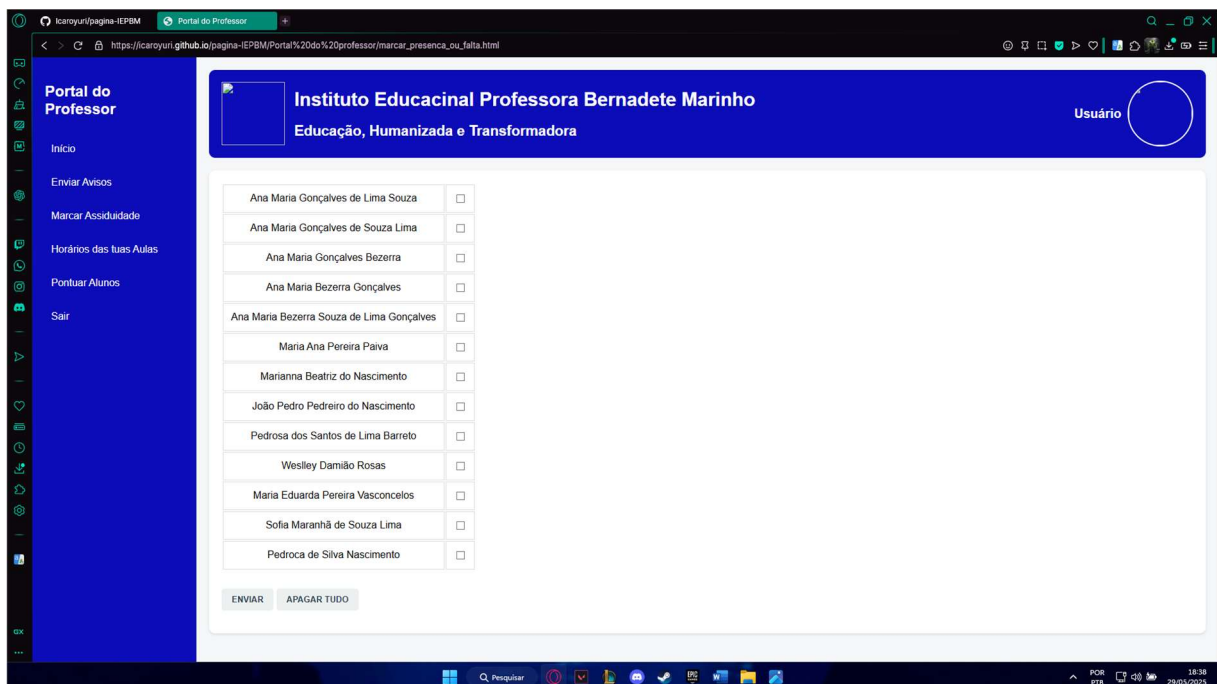 Icaroyuri/pagina-IEPBM
Portal do Professor
https://icaroyuri.github.io/pagina-IEPBM/Portal%20do%20professor/marcar_presenca_ou_falta.html
Portal do
Professor
Início
Enviar Avisos
Marcar Assiduidade
Horários das tuas Aulas
Pontuar Alunos
Sair
Instituto Educacinal Professora Bernadete Marinho
Educação, Humanizada e Transformadora
Usuário
Ana Maria Gonçalves de Lima Souza
Ana Maria Gonçalves de Souza Lima
Ana Maria Gonçalves Bezerra
Ana Maria Bezerra Gonçalves
Ana Maria Bezerra Souza de Lima Gonçalves
Maria Ana Pereira Paiva
Marianna Beatriz do Nascimento
João Pedro Pedreiro do Nascimento
Pedrosa dos Santos de Lima Barreto
Weslley Damião Rosas
Maria Eduarda Pereira Vasconcelos
Sofia Maranhã de Souza Lima
Pedroca de Silva Nascimento
ENVIAR APAGAR TUDO
Pesquisar
POR
PTB
18:38
29/05/2025